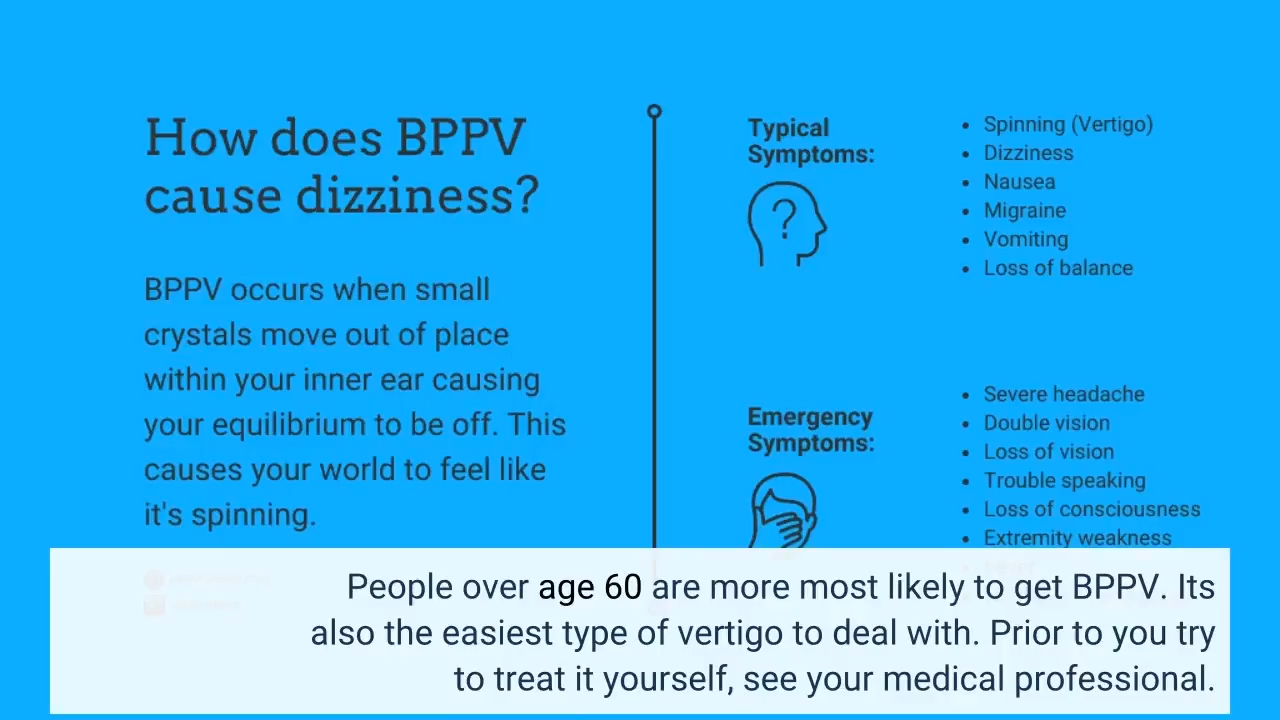 How does BPPV
cause dizziness?
BPPV occurs when small
crystals move out of place
within your inner ear causing
your equilibrium to be off. This
causes your world to feel like
it's spinning.
Typical
Symptoms:
?
• Spinning (Vertigo)
• Dizziness
• Nausea
• Migraine
• Vomiting
• Loss of balance
Emergency
Symptoms:
• Severe headache
• Double vision
• Loss of vision
• Trouble speaking
• Loss of consciousness
• Extremity weakness
People over age 60 are more most likely to get BPPV. Its
also the easiest type of vertigo to deal with. Prior to you try
to treat it yourself, see your medical professional.